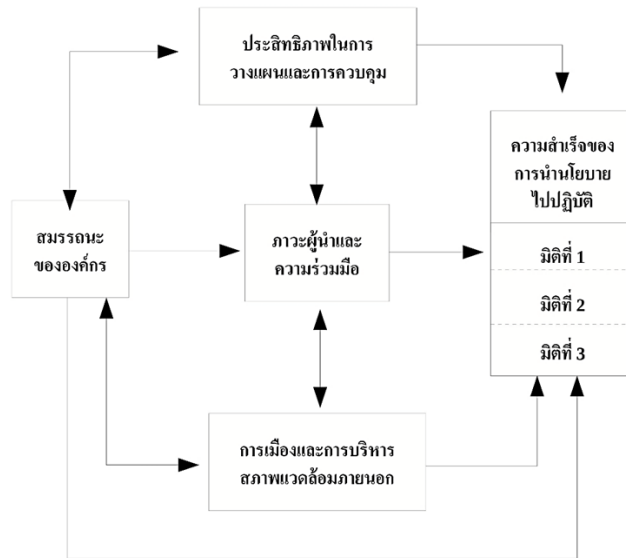 ประสิทธิภาพในการ
วางแผนและการควบคุม
ความสำเร็จของ
การนำนโยบาย
ไปปฏิบัติ
สมรรถนะ
ขององค์กร
ภาวะผู้นำและ
ความร่วมมือ
มิติที่ 1
มิติที่ 2
มิติที่ 3
การเมืองและการบริหาร
สภาพแวดล้อมภายนอก